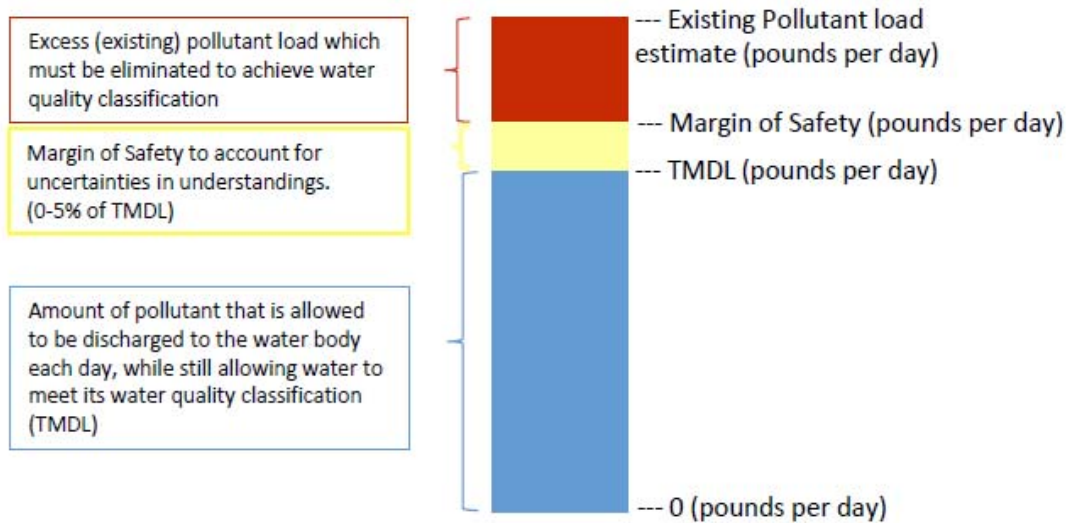 Excess (existing) pollutant load which
must be eliminated to achieve water
quality classification
Margin of Safety to account for
uncertainties in understandings.
(0-5% of TMDL)
Amount of pollutant that is allowed
to be discharged to the water body
each day, while still allowing water to
meet its water quality classification
(TMDL)
--- Existing Pollutant load
estimate (pounds per day)
--- Margin of Safety (pounds per day)
--- TMDL (pounds per day)
--- 0 (pounds per day)